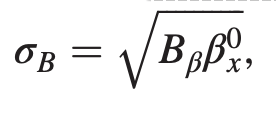 σ_B = √(B_β β_x^0),